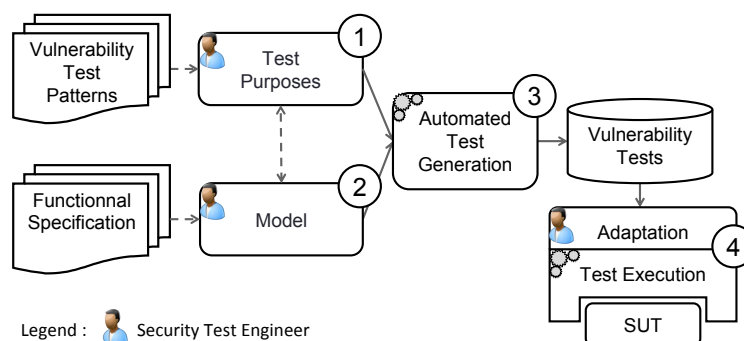 Vulnerability
Test
Patterns
Test
Purposes
1
Functionnal
Specification
Model
2
Automated
Test
Generation
3
Vulnerability
Tests
Adaptation
4
Test Execution
SUT
Legend :
Security Test Engineer